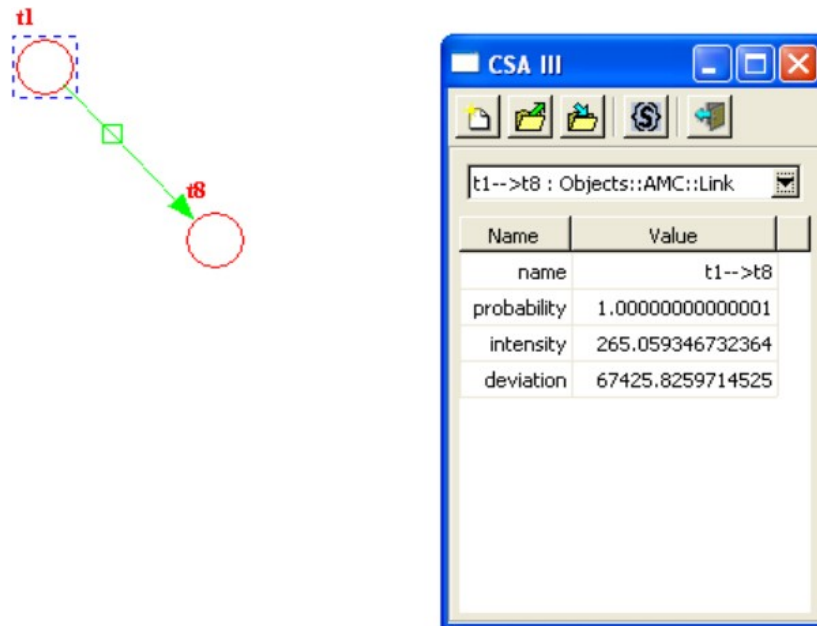 t1
t8
CSA III
{S}
t1-->t8 : Objects::AMC::Link
Name Value
name t1-->t8
probability 1.00000000000001
intensity 265.059346732364
deviation 67425.8259714525